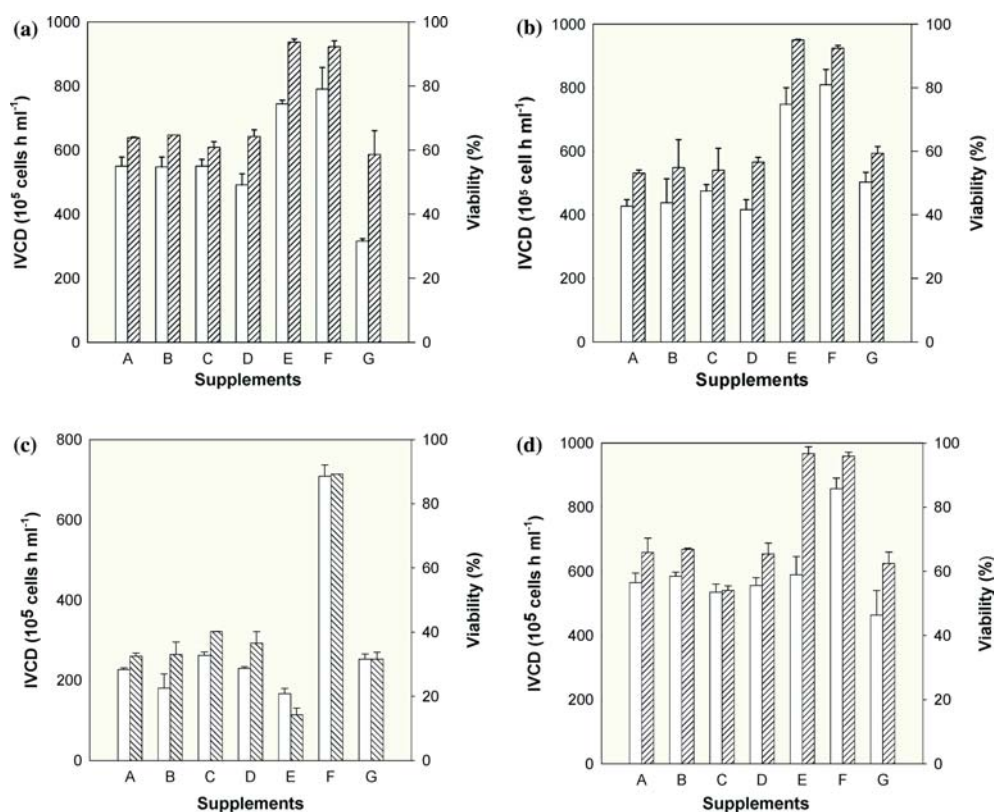 (a)
IVCD (10⁵ cells h ml⁻¹)
1000
800
600
400
200
0
100
80
60
40
20
0
Viability (%)
A B C D E F G
Supplements
(b)
IVCD (10⁵ cell h ml⁻¹)
1000
800
600
400
200
0
100
80
60
40
20
0
Viability (%)
A B C D E F G
Supplements
(c)
IVCD (10⁵ cells h ml⁻¹)
800
600
400
200
0
100
80
60
40
20
0
Viability (%)
A B C D E F G
Supplements
(d)
IVCD (10⁵ cells h ml⁻¹)
1000
800
600
400
200
0
100
80
60
40
20
0
Viability (%)
A B C D E F G
Supplements